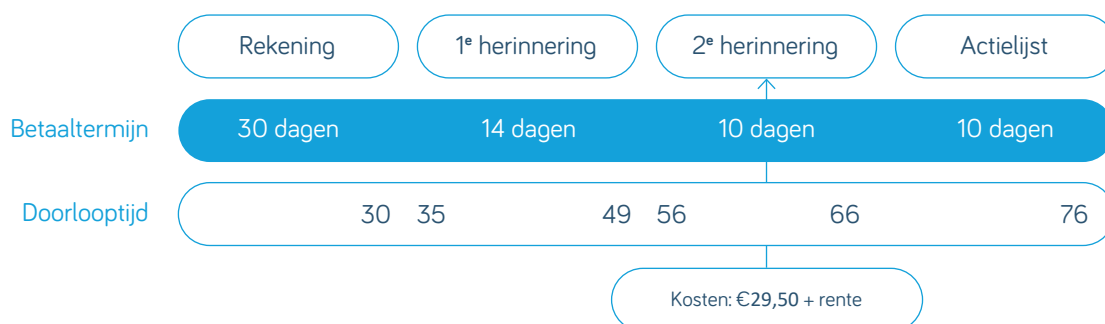 Rekening 1e herinnering 2e herinnering Actielijst
Betaaltermijn 30 dagen 14 dagen 10 dagen 10 dagen
Doorlooptijd 30 35 49 56 66 76
Kosten: €29,50 + rente